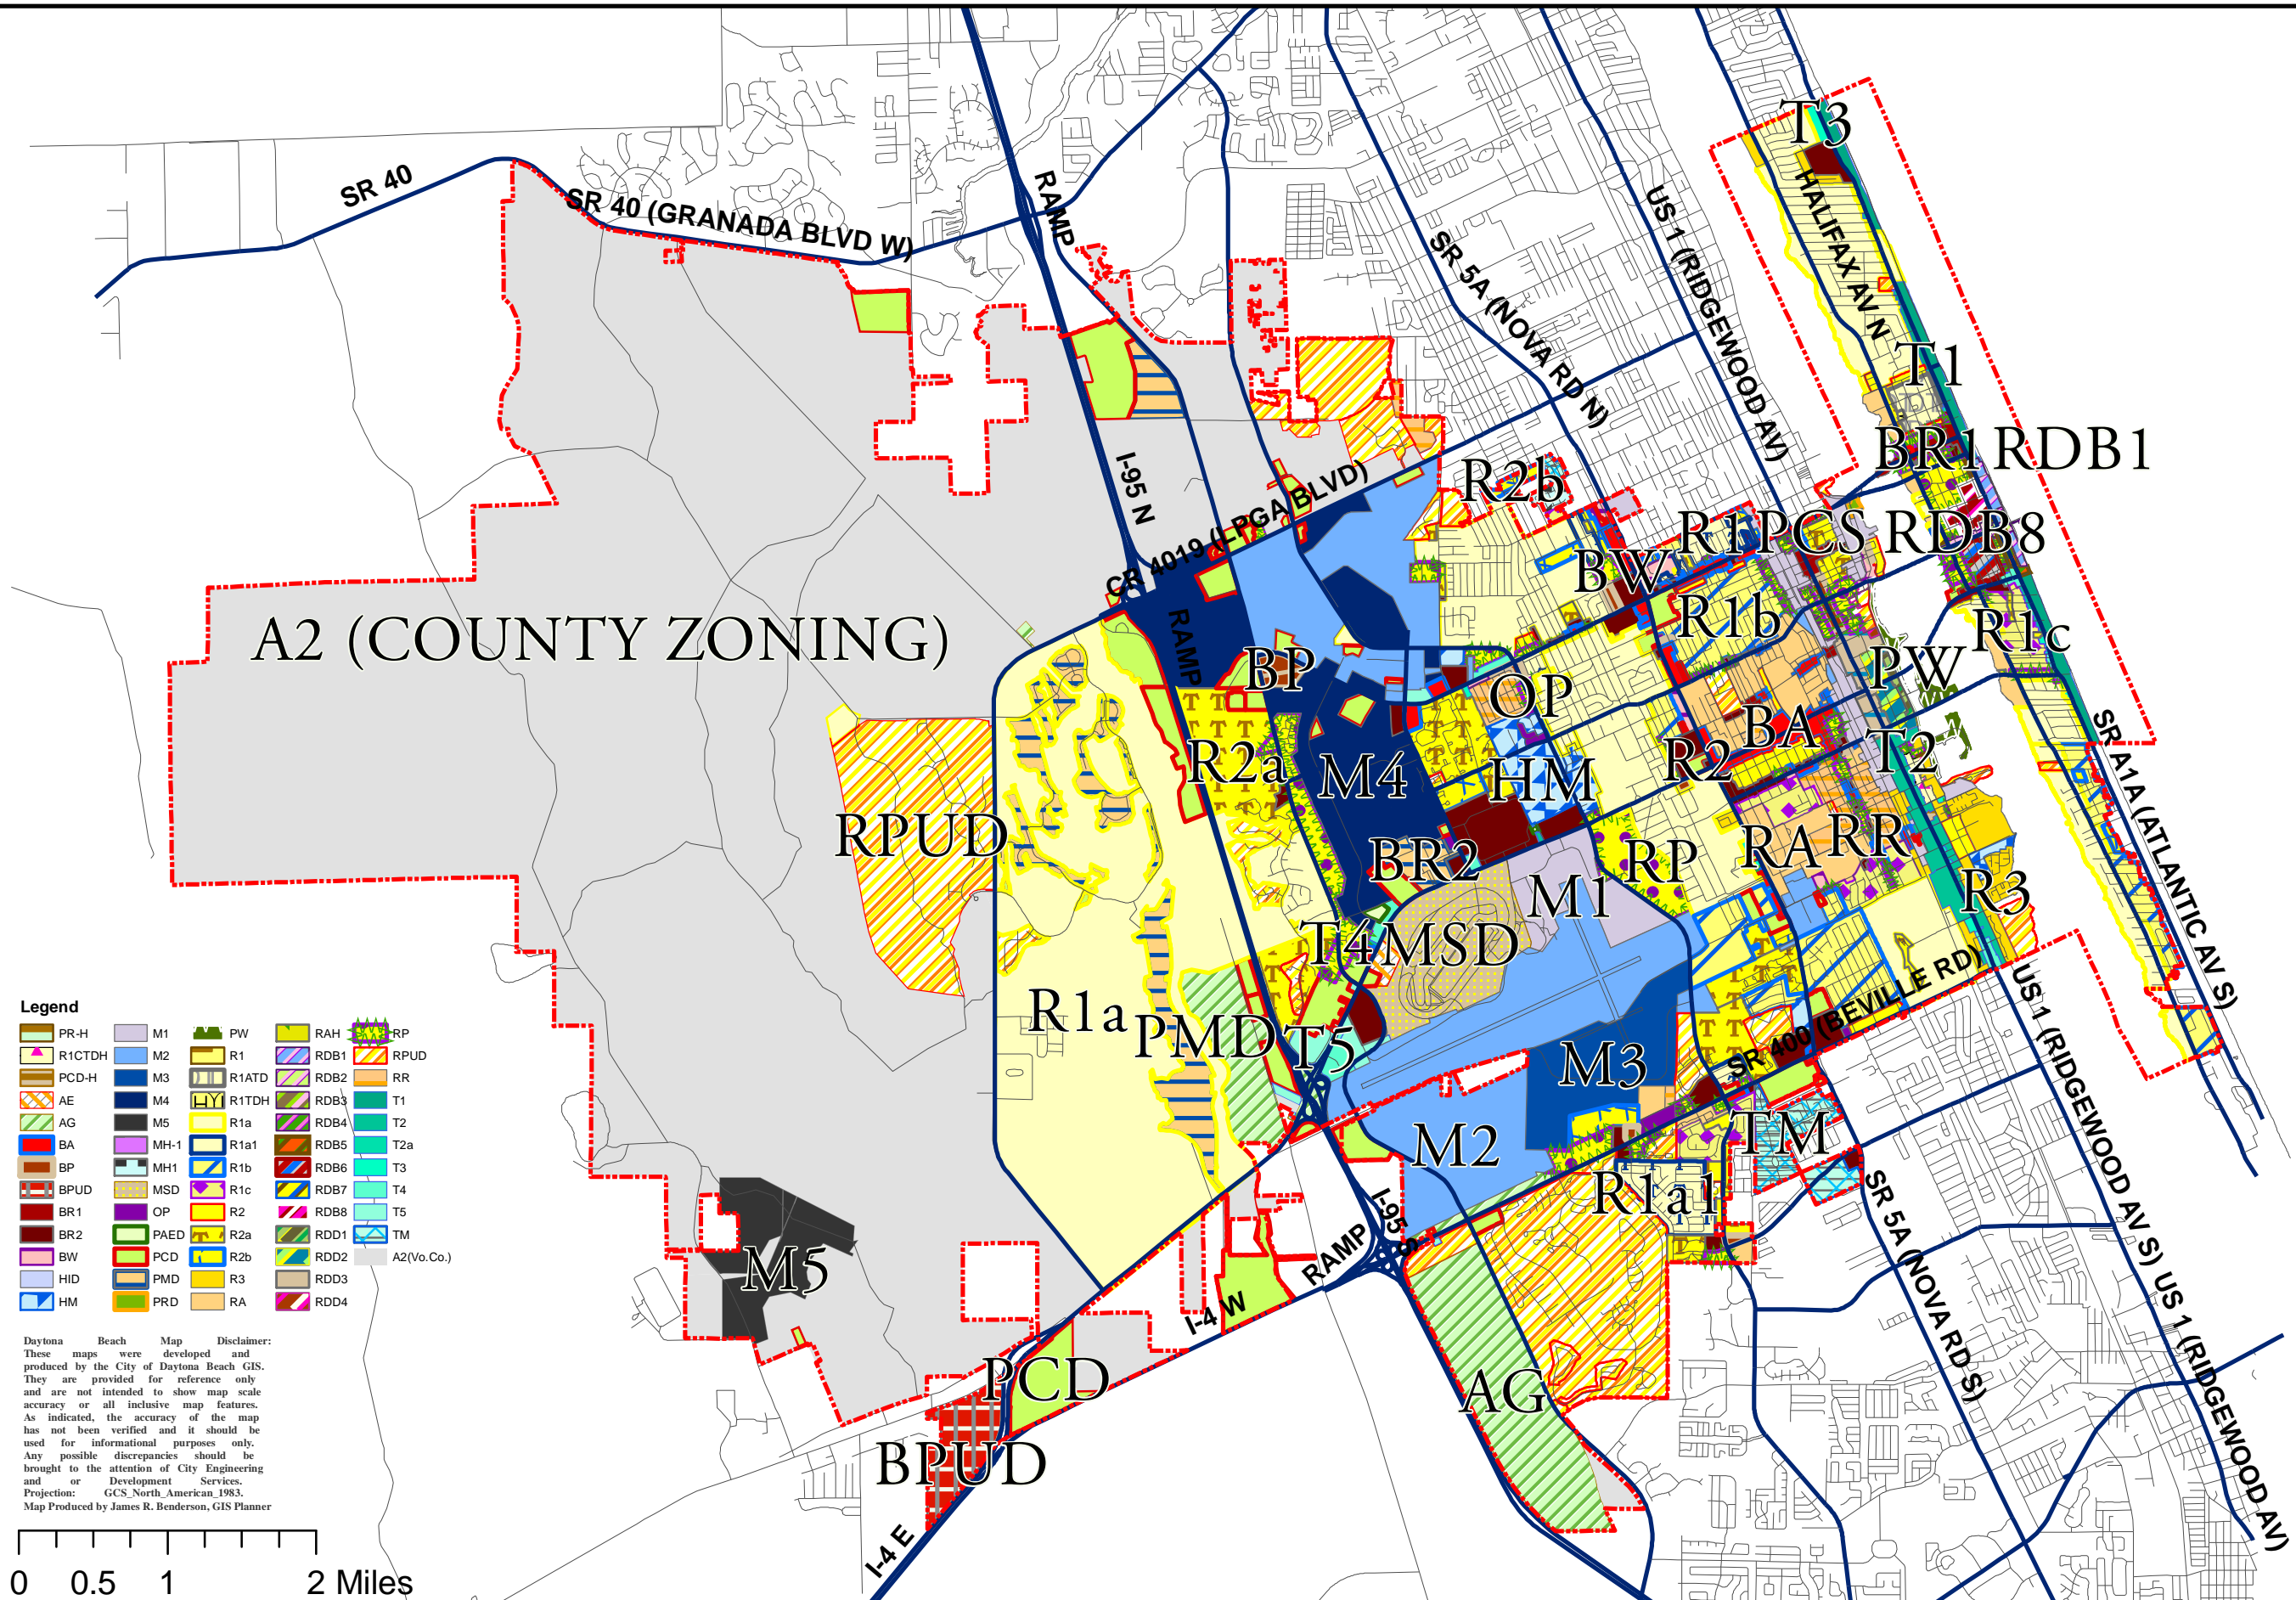 T3
SR 40
SR 40 (GRANADA BLVD W)
RAMP
US 1 (RIDGEWOOD AV)
HALIFAX AV N
SR 5A (NOVA RD N)
T1
I-95 N
CR 4019 (LPGA BLVD)
BR1 RDB1
R2b
R1 PCS RDB8
BW
A2 (COUNTY ZONING)
RAMP
R1b
R1c
BP
OP
PW
BA
T2
R2
R2a
M4
HM
SR A1A (ATLANTIC AV S)
RPUD
BR2
RP
RA
RR
M1
R3
T4 MSD
R1a
PMD
T5
M3
SR 400 (BEVILLE RD)
US 1 (RIDGEWOOD AV S)
M2
TM
R1a1
I-95 S
RAMP
SR 5A (NOVA RD S)
US 1 (RIDGEWOOD AV)
M5
I-4 W
PCD
AG
BPUD
I-4 E
Legend
PR-H
R1CTDH
PCD-H
AE
AG
BA
BP
BPUD
BR1
BR2
BW
HID
HM
M1
M2
M3
M4
M5
MH-1
MH1
MSD
OP
PAED
PCD
PMD
PRD
PW
R1
R1ATD
R1TDH
R1a
R1a1
R1b
R1c
R2
R2a
R2b
R3
RA
RAH
RDB1
RDB2
RDB3
RDB4
RDB5
RDB6
RDB7
RDB8
RDD1
RDD2
RDD3
RDD4
RP
RPUD
RR
T1
T2
T2a
T3
T4
T5
TM
A2(Vo.Co.)
Daytona Beach Map Disclaimer:
These maps were developed and
produced by the City of Daytona Beach GIS.
They are provided for reference only
and are not intended to show map scale
accuracy or all inclusive map features.
As indicated, the accuracy of the map
has not been verified and it should be
used for informational purposes only.
Any possible discrepancies should be
brought to the attention of City Engineering
and or Development Services.
Projection: GCS_North_American_1983.
Map Produced by James R. Benderson, GIS Planner
0 0.5 1 2 Miles